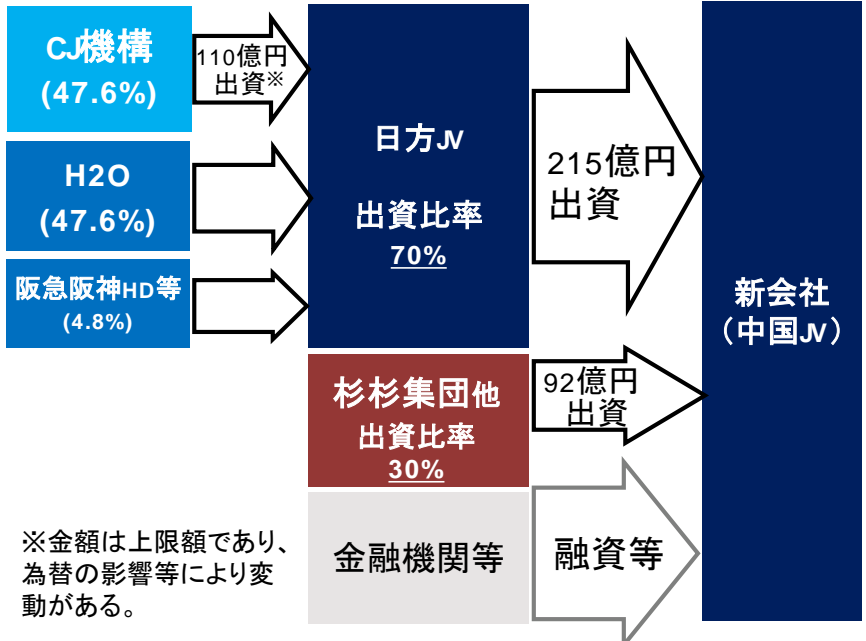 CJ機構
(47.6%)
110億円
出資※
H2O
(47.6%)
阪急阪神HD等
(4.8%)
日方JV
出資比率
70%
215億円
出資
杉杉集団他
出資比率
30%
92億円
出資
金融機関等
融資等
新会社
（中国JV）
※金額は上限額であり、
為替の影響等により変
動がある。